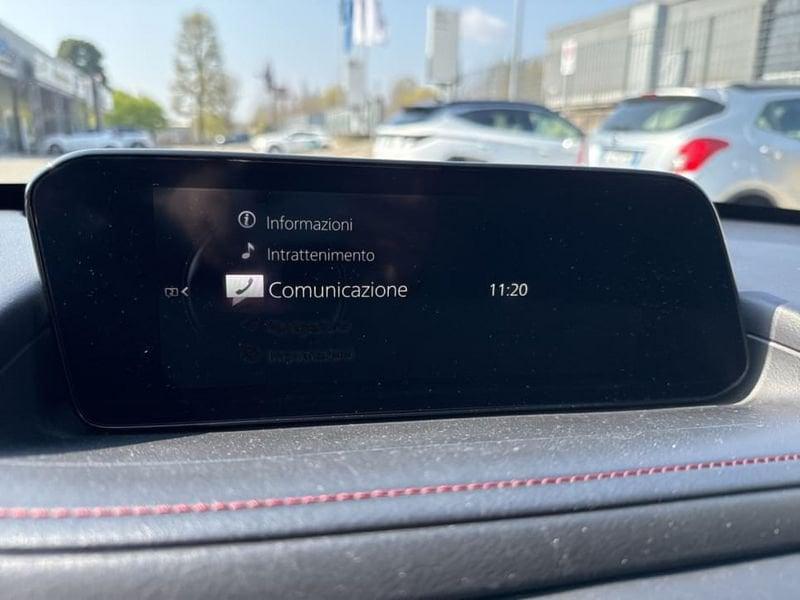 Informazioni
Intrattenimento
Comunicazione
11:20